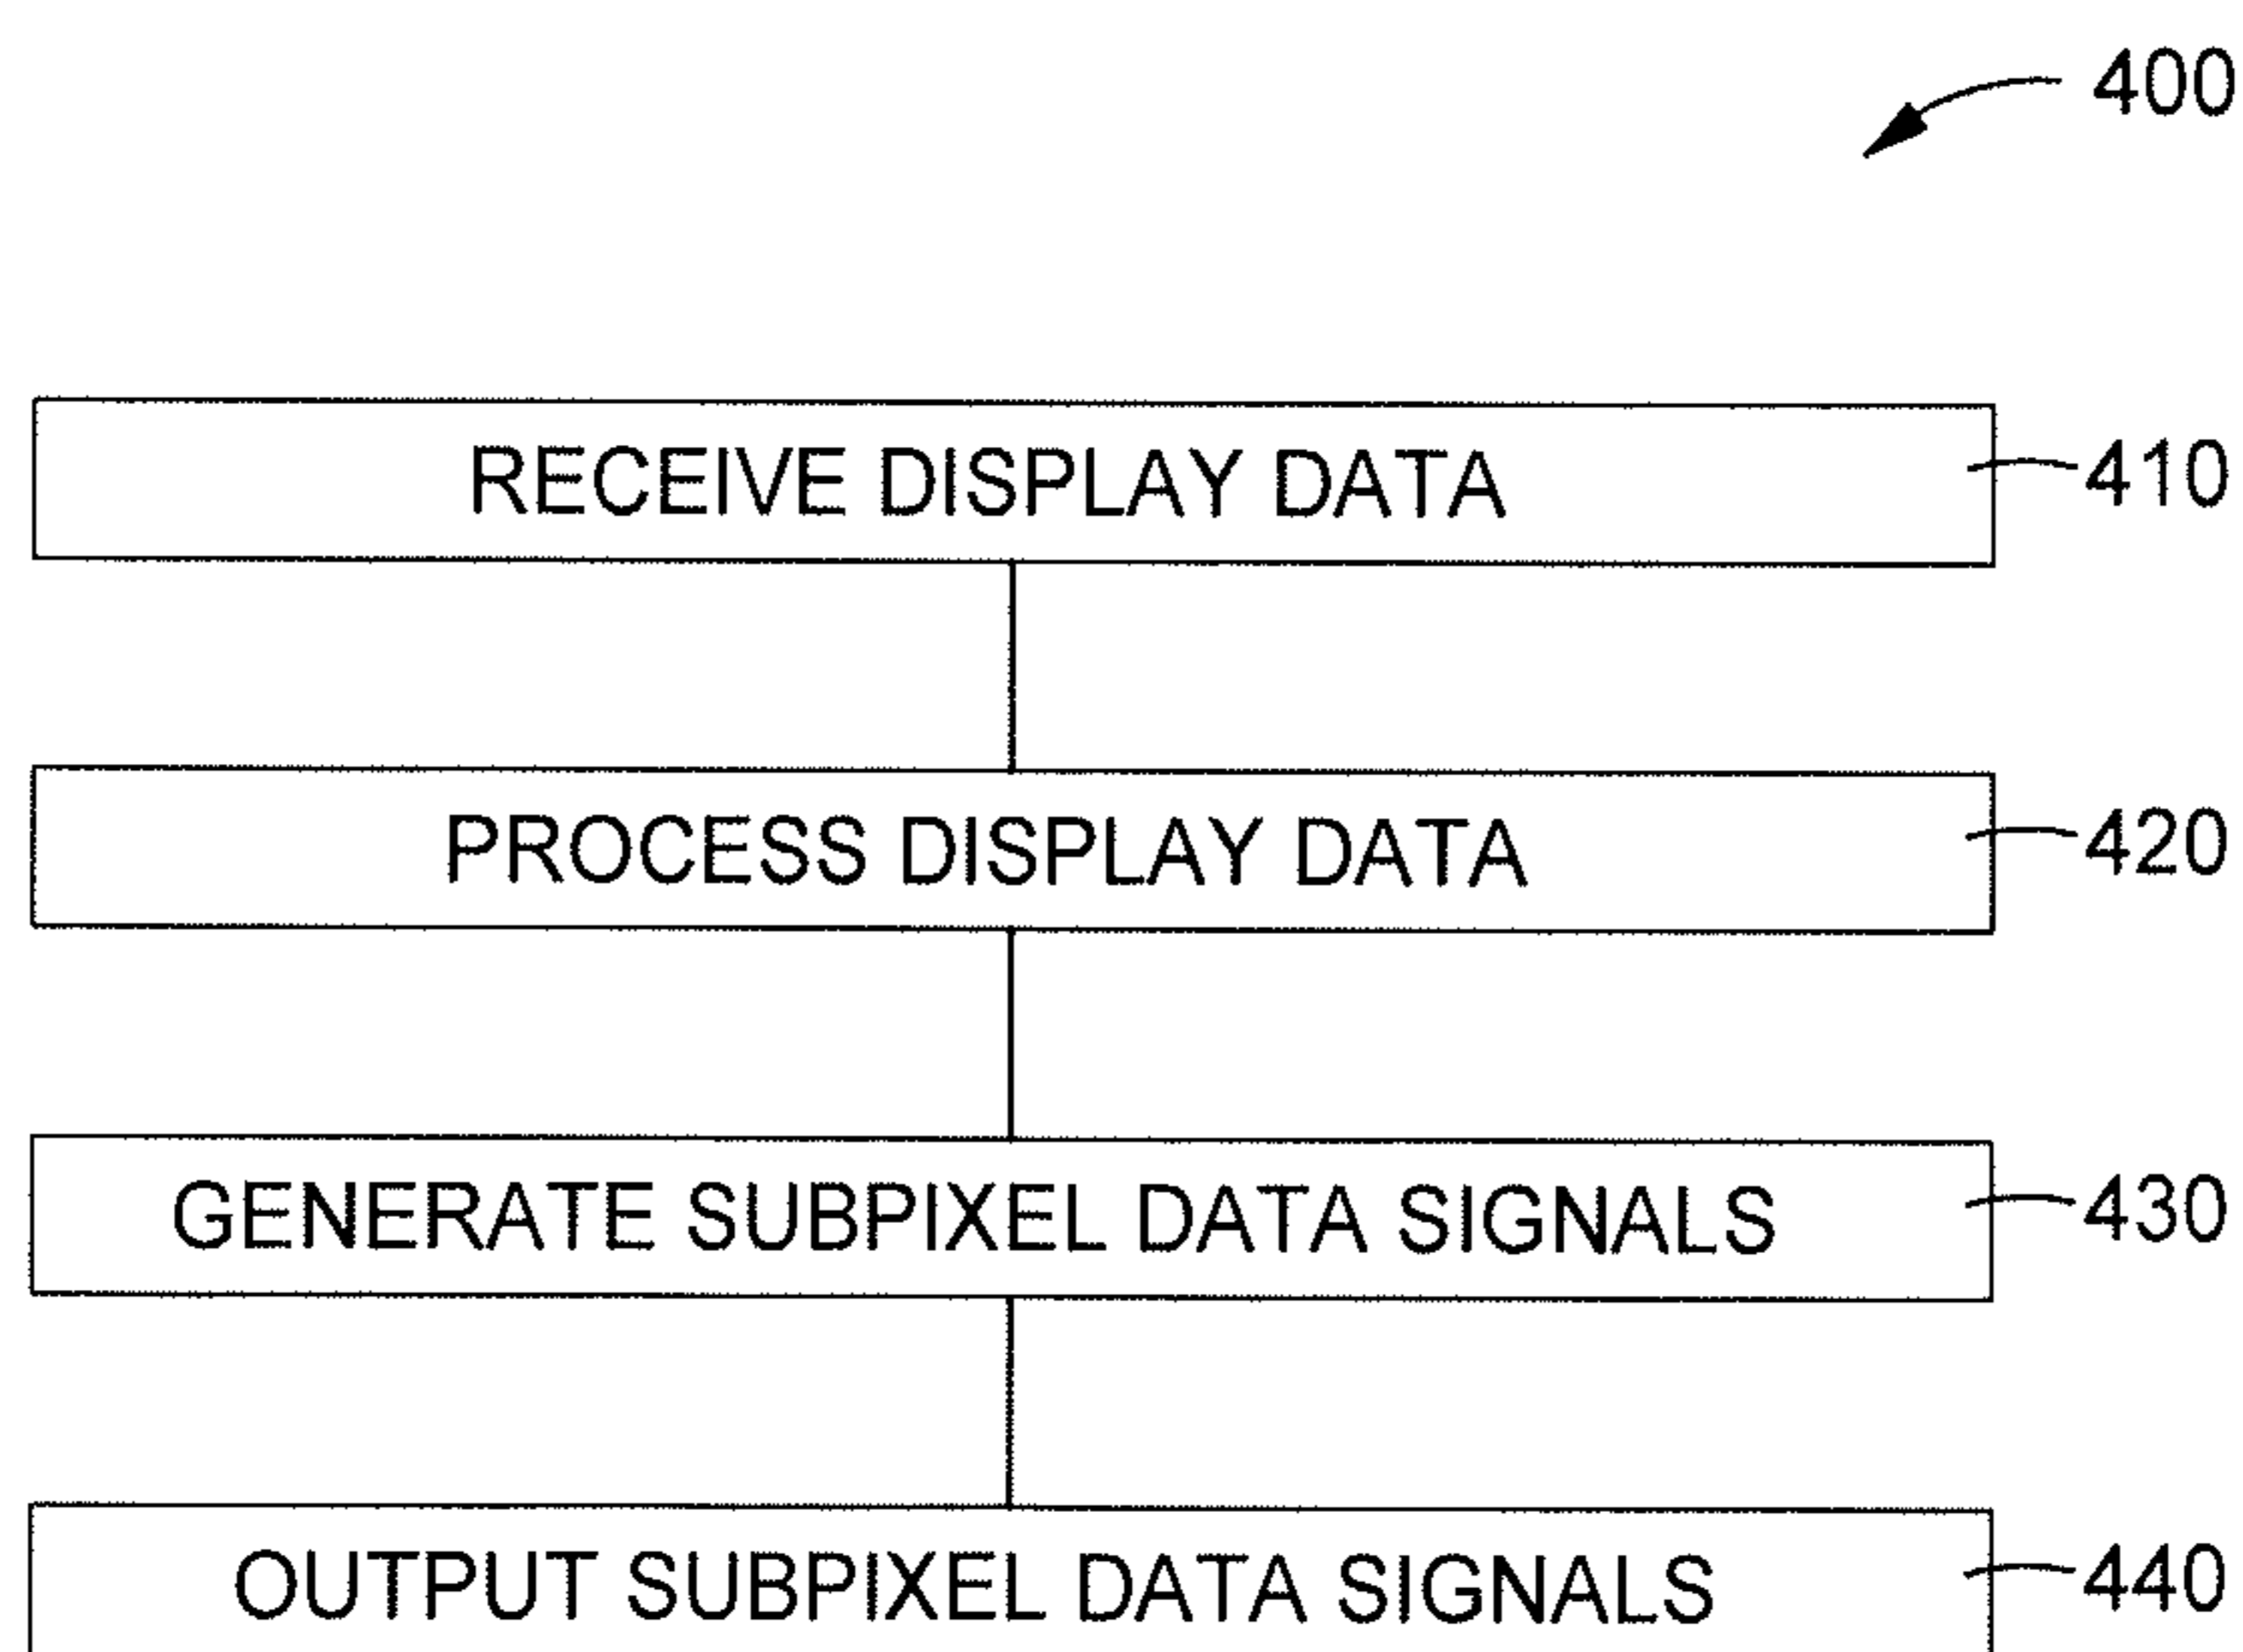 400
RECEIVE DISPLAY DATA 410
PROCESS DISPLAY DATA 420
GENERATE SUBPIXEL DATA SIGNALS 430
OUTPUT SUBPIXEL DATA SIGNALS 440